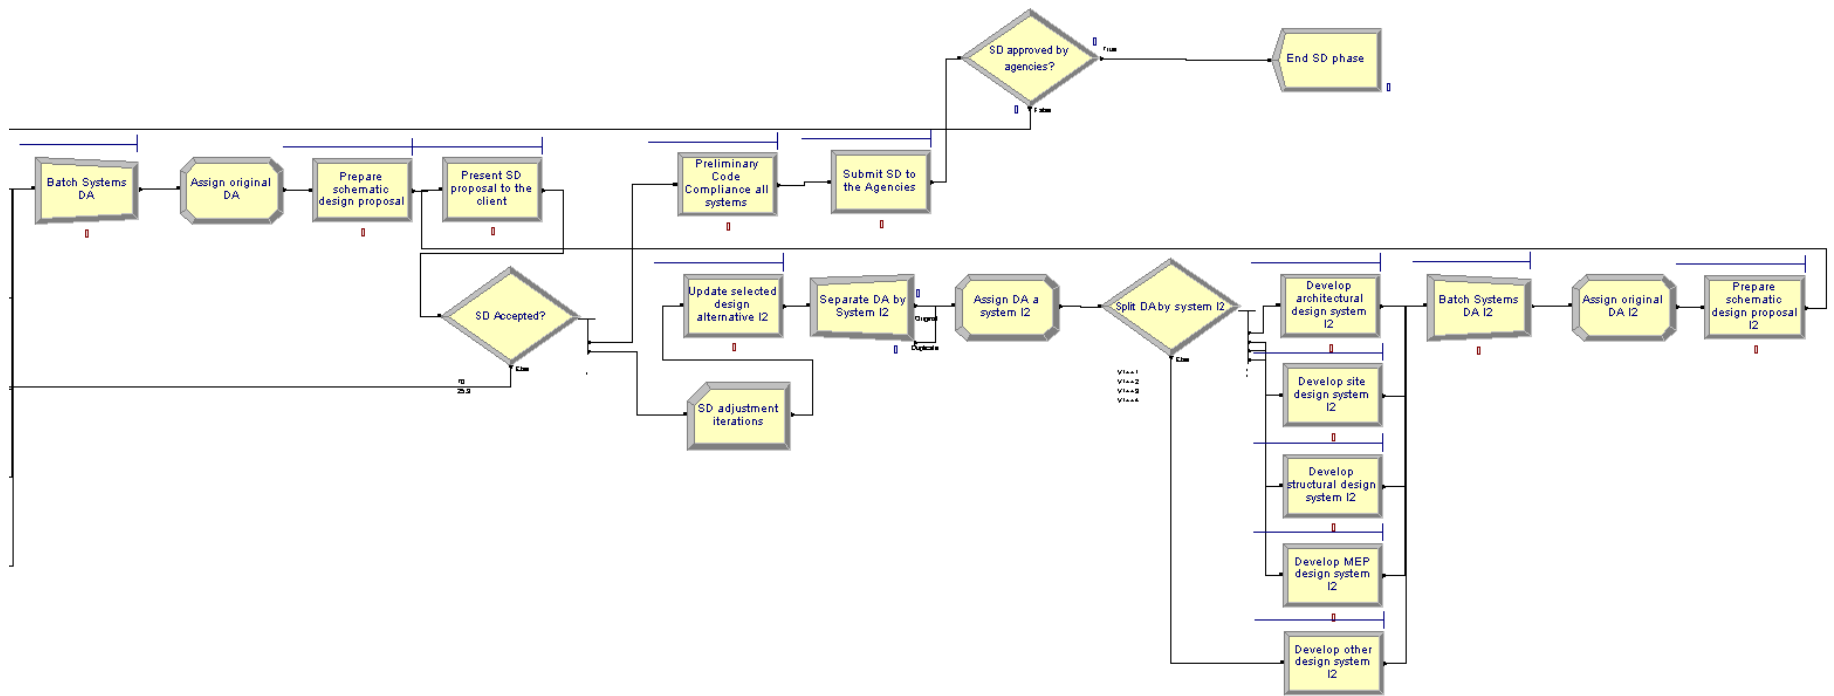 SD approved by
agencies?
True
False
End SD phase
Batch Systems
DA
Assign original
DA
Prepare
schematic
design proposal
Present SD
proposal to the
client
Preliminary
Code
Compliance all
systems
Submit SD to
the Agencies
SD Accepted?
Else
Update selected
design
alternative I2
Separate DA by
System I2
Original
Duplicate
Assign DA a
system I2
Split DA by system I2
Else
Develop
architectural
design system
I2
Batch Systems
DA I2
Assign original
DA I2
Prepare
schematic
design proposal
I2
SD adjustment
iterations
Develop site
design system
I2
Develop
structural design
system I2
Develop MEP
design system
I2
Develop other
design system
I2